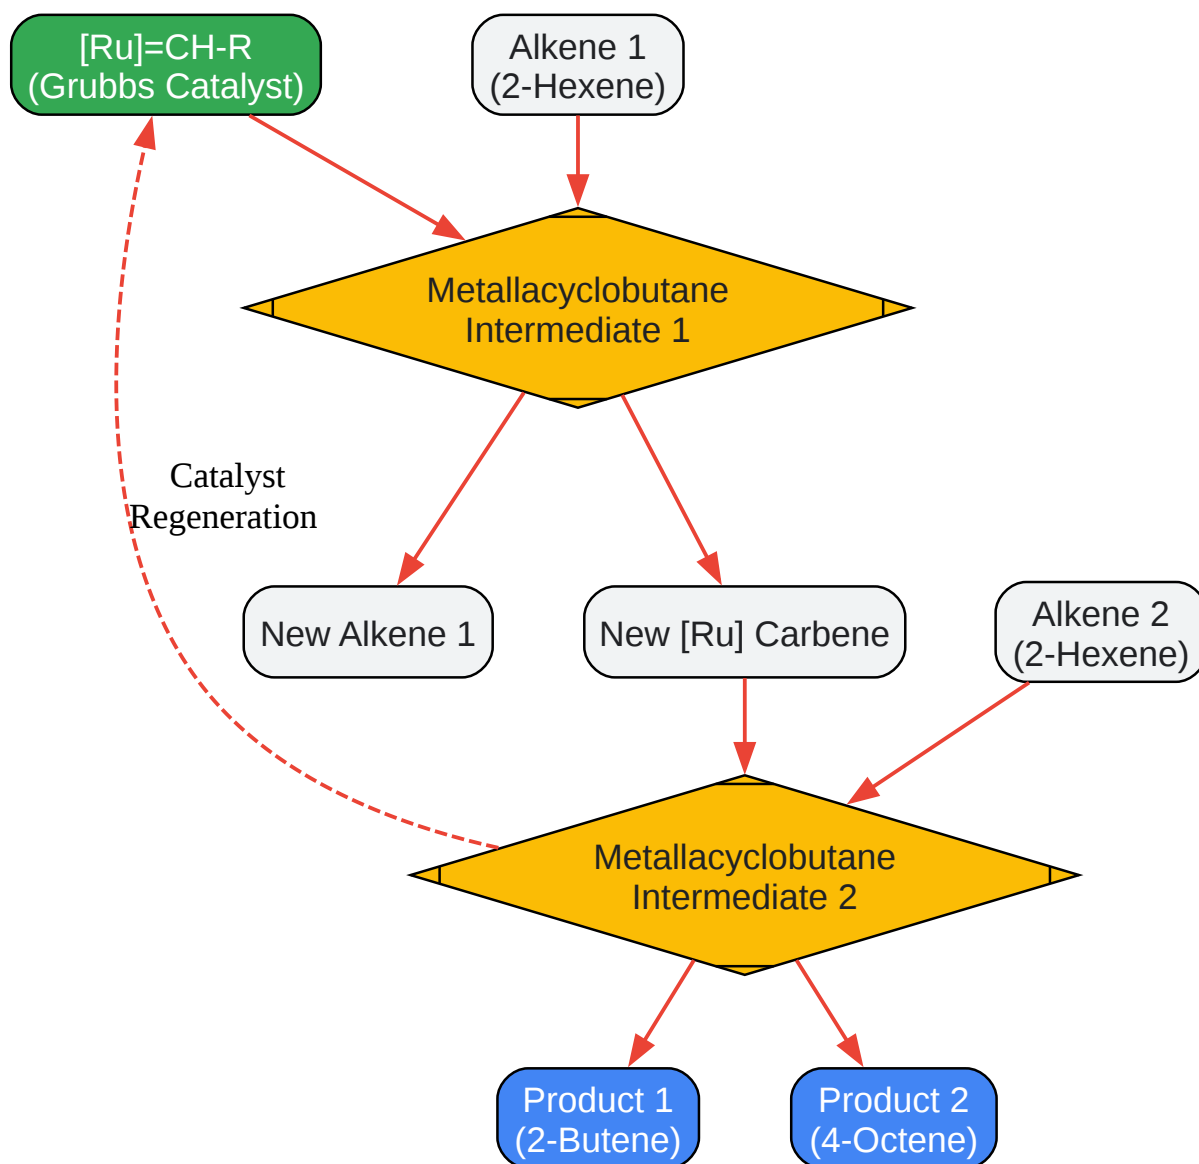 [Ru]=CH-R
(Grubbs Catalyst)
Alkene 1
(2-Hexene)
Metallacyclobutane
Intermediate 1
Catalyst
Regeneration
New Alkene 1
New [Ru] Carbene
Alkene 2
(2-Hexene)
Metallacyclobutane
Intermediate 2
Product 1
(2-Butene)
Product 2
(4-Octene)